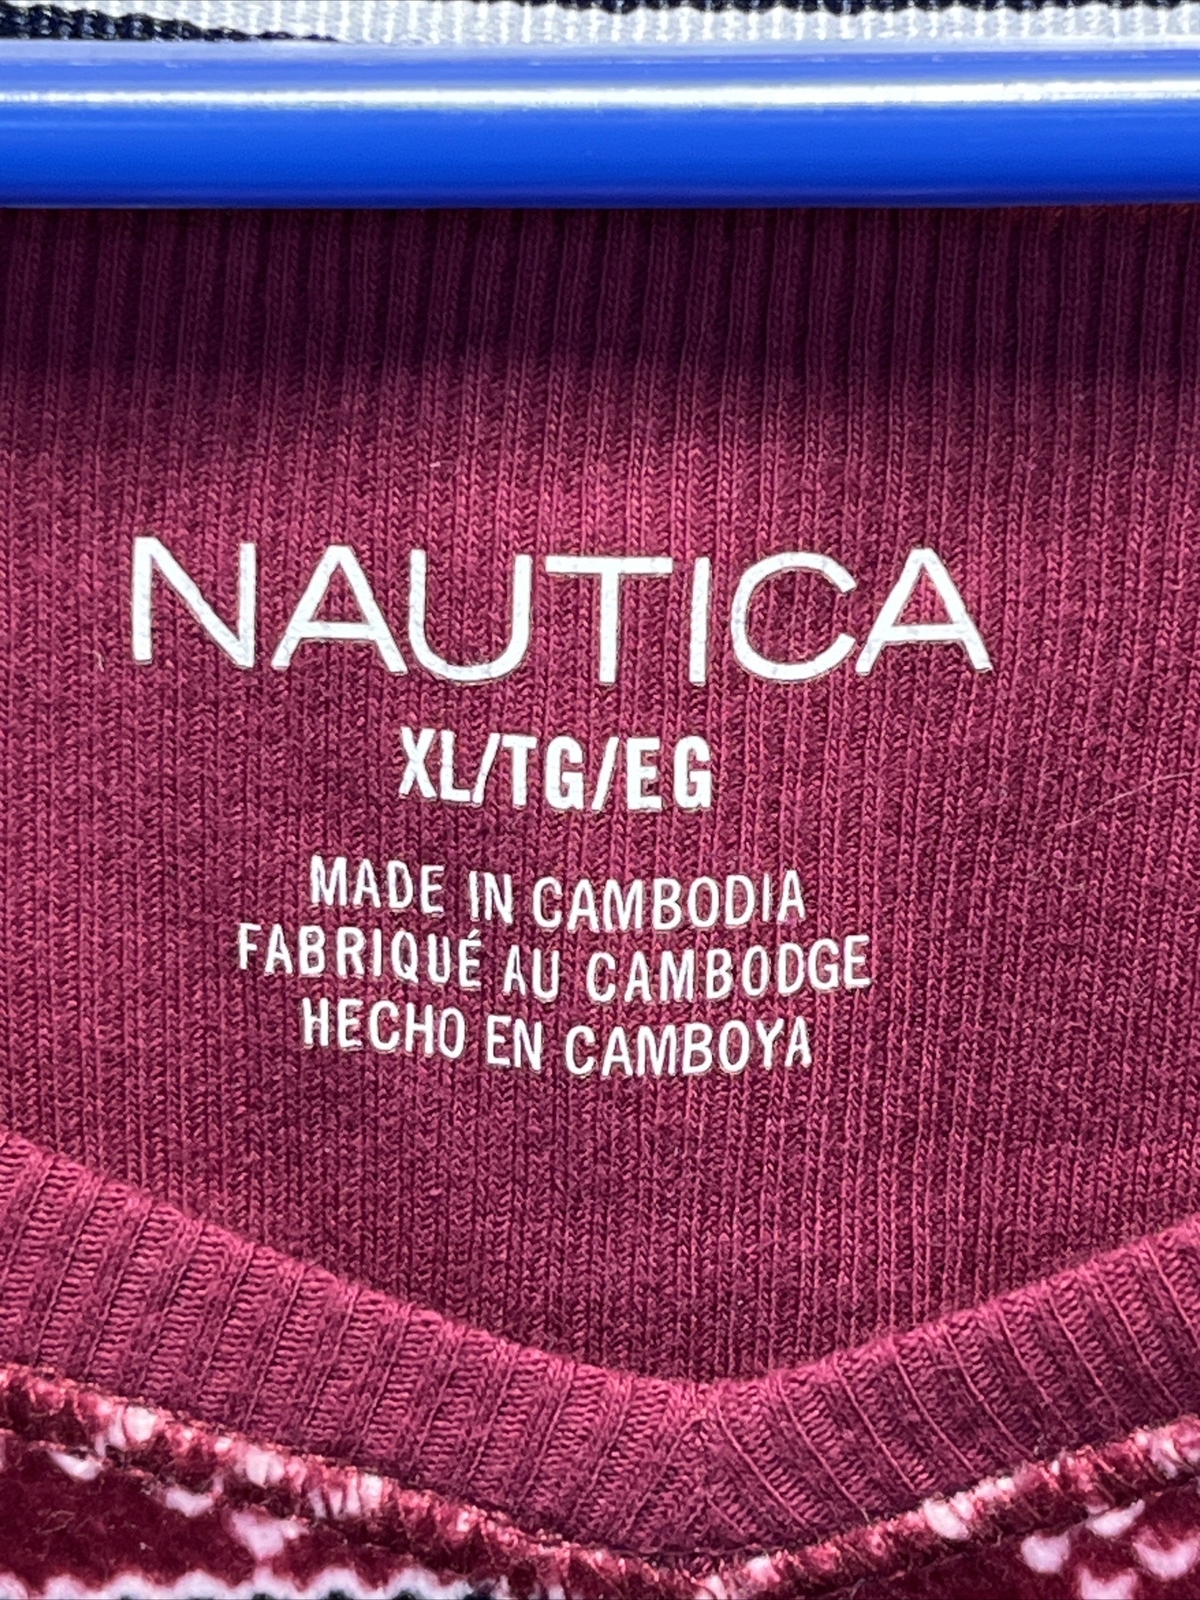 NAUTICA
XL/TG/EG
MADE IN CAMBODIA
FABRIQUÉ AU CAMBODGE
HECHO EN CAMBOYA